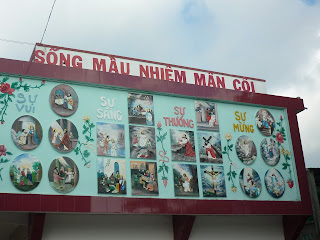 SỐNG MẦU NHIỆM MÂN CÔI
SỰ VUI
SỰ SÁNG
SỰ THƯƠNG
SỰ MỪNG